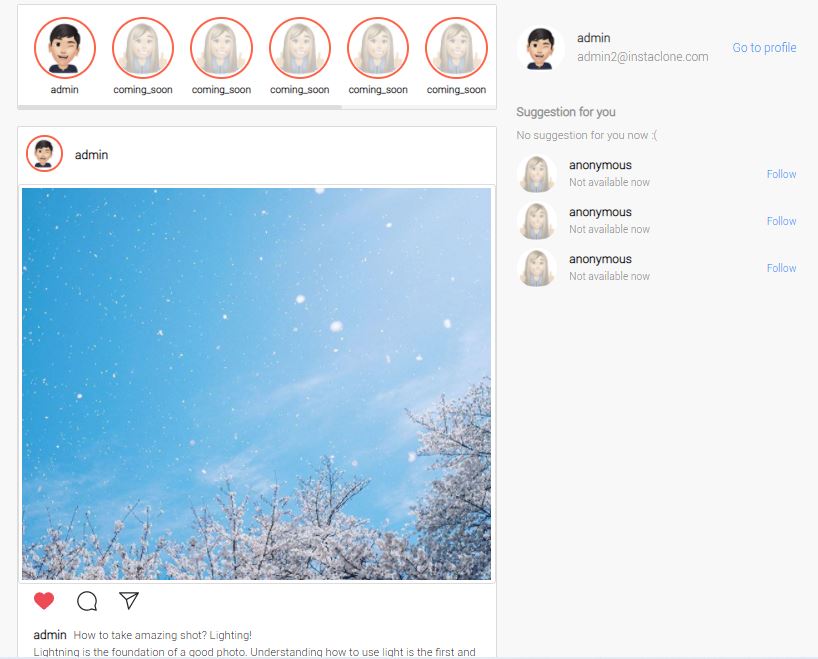 admin
coming_soon
coming_soon
coming_soon
coming_soon
coming_soon
admin
admin
admin2@instaclone.com
Go to profile
Suggestion for you
No suggestion for you now :(
anonymous
Not available now
Follow
anonymous
Not available now
Follow
anonymous
Not available now
Follow
admin How to take amazing shot? Lighting!
Lightning is the foundation of a good photo. Understanding how to use light is the first and